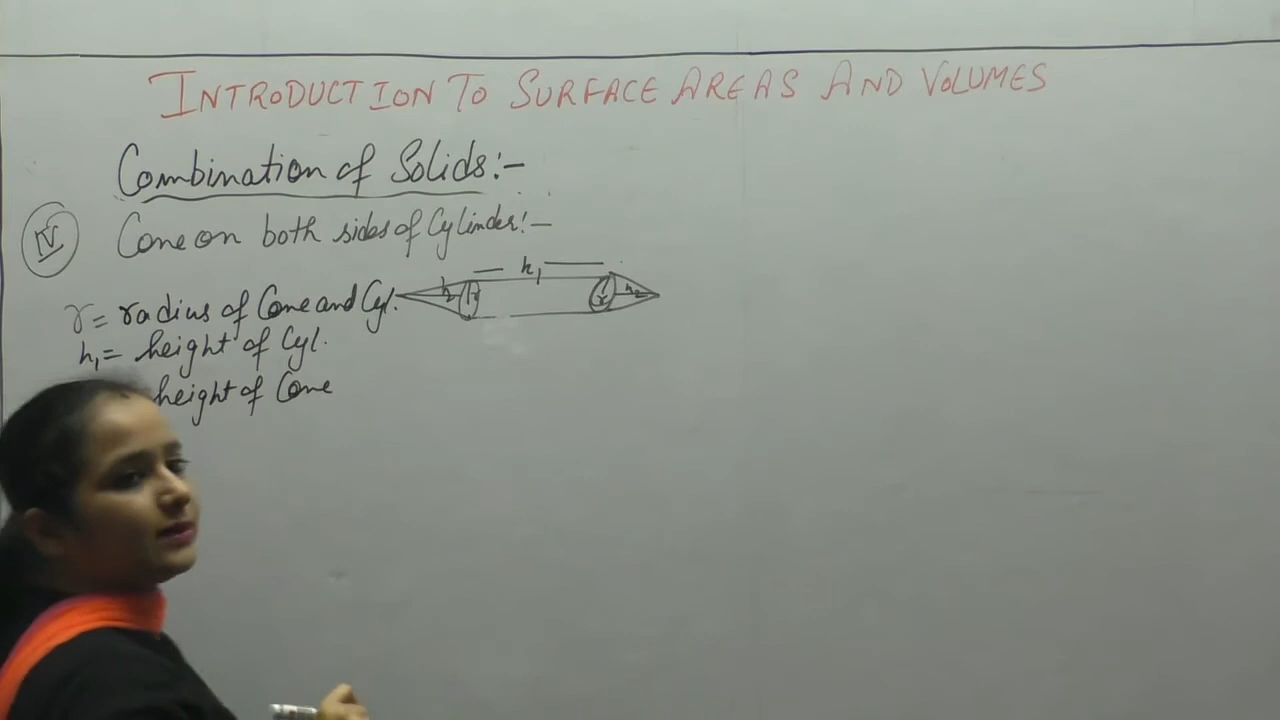 INTRODUCTION TO SURFACE AREAS AND VOLUMES
Combination of Solids:-
IV Cone on both sides of Cylinder:-
h₁
h₂ r r h₂
r = radius of Cone and Cyl.
h₁ = height of Cyl.
height of Cone